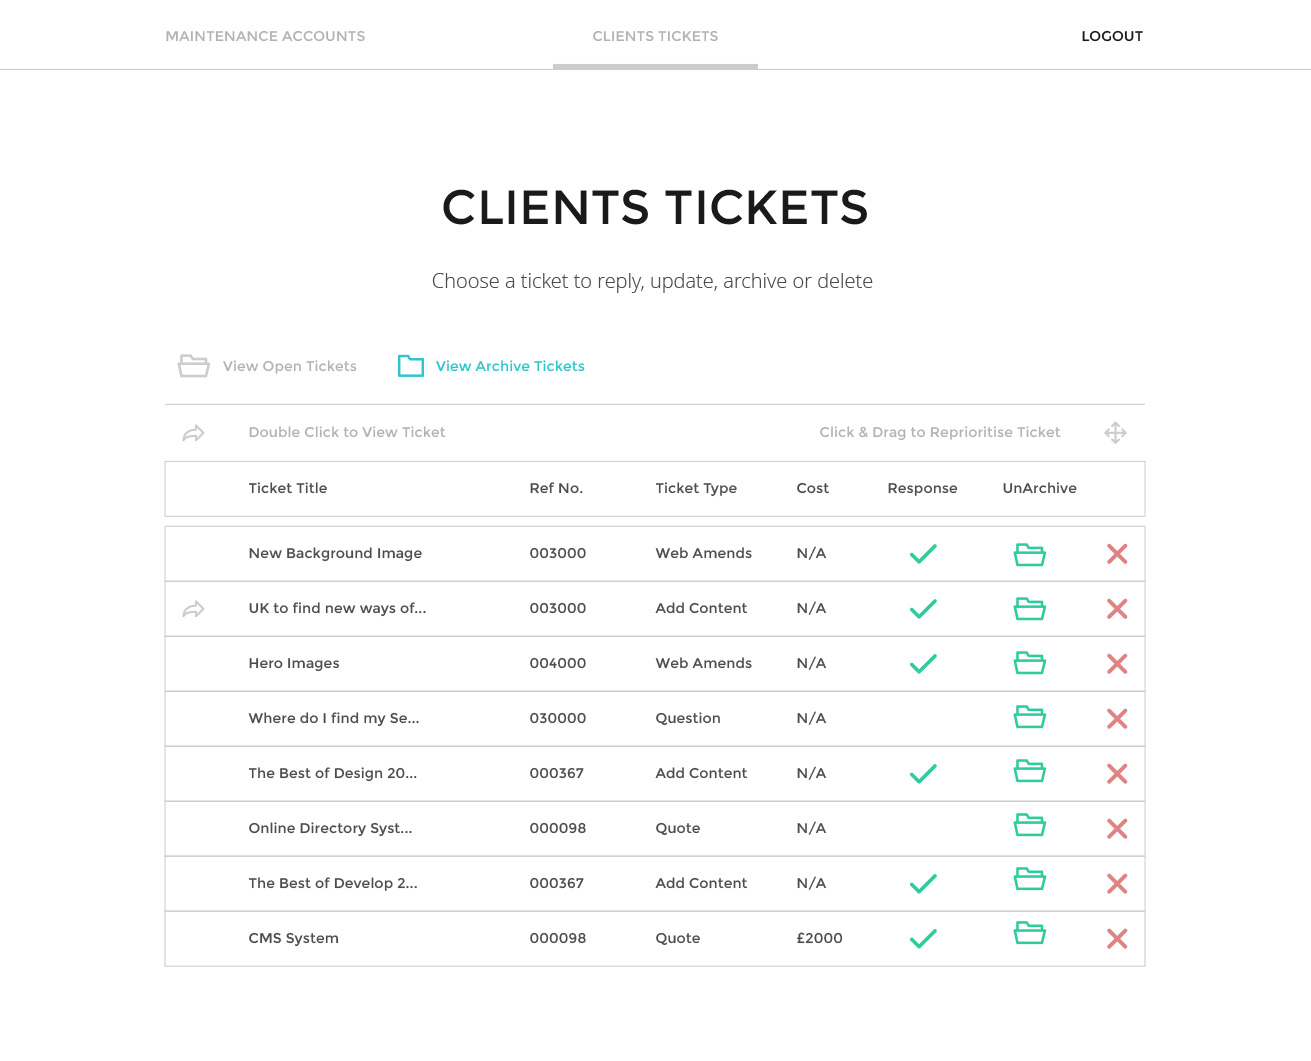 MAINTENANCE ACCOUNTS CLIENTS TICKETS LOGOUT
CLIENTS TICKETS
Choose a ticket to reply, update, archive or delete
View Open Tickets View Archive Tickets
Double Click to View Ticket Click & Drag to Reprioritise Ticket
Ticket Title Ref No. Ticket Type Cost Response UnArchive
New Background Image 003000 Web Amends N/A
UK to find new ways of... 003000 Add Content N/A
Hero Images 004000 Web Amends N/A
Where do I find my Se... 030000 Question N/A
The Best of Design 20... 000367 Add Content N/A
Online Directory Syst... 000098 Quote N/A
The Best of Develop 2... 000367 Add Content N/A
CMS System 000098 Quote £2000